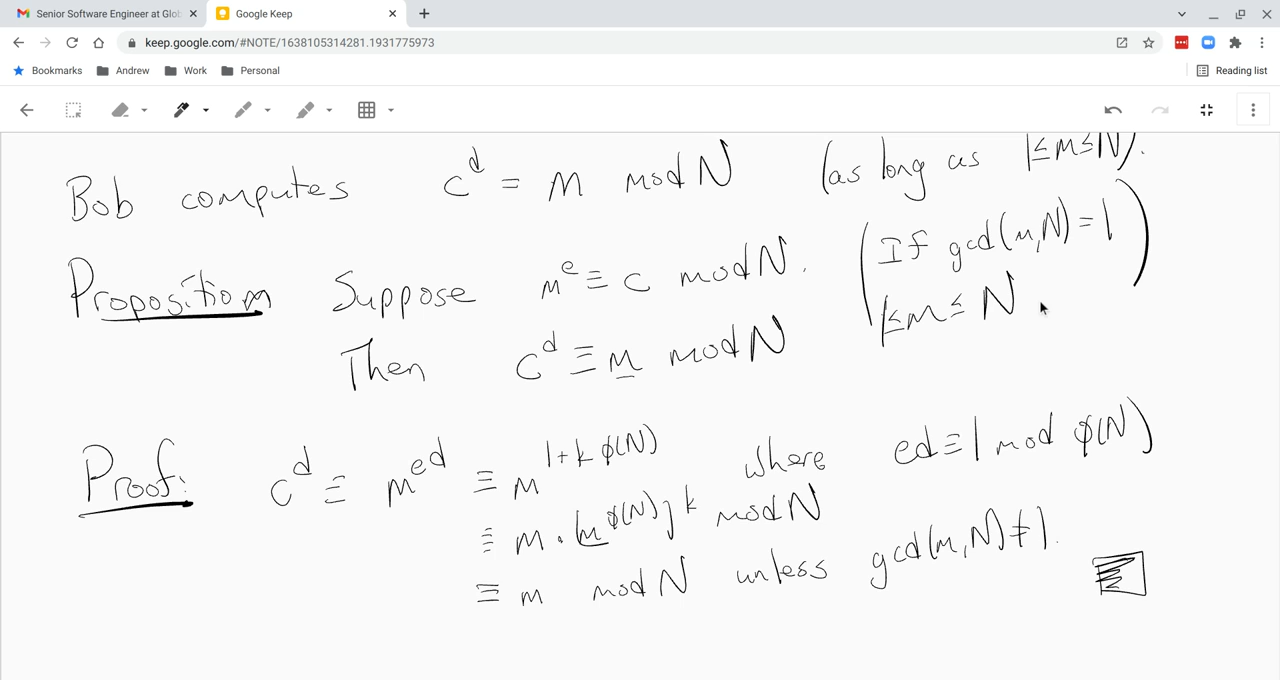 Senior Software Engineer at Glob
Google Keep
keep.google.com/#NOTE/1638105314281.1931775973
Bookmarks Andrew Work Personal Reading list
Bob computes c^d = m mod N (as long as 1≤m≤N).
Proposition Suppose m^e ≡ c mod N. (If gcd(m,N)=1
1≤m≤N)
Then c^d ≡ m mod N
Proof: c^d ≡ m^{ed} ≡ m^{1+kφ(N)} where ed≡1 mod φ(N)
≡ m·[m^{φ(N)}]^k mod N
≡ m mod N unless gcd(m,N)≠1.